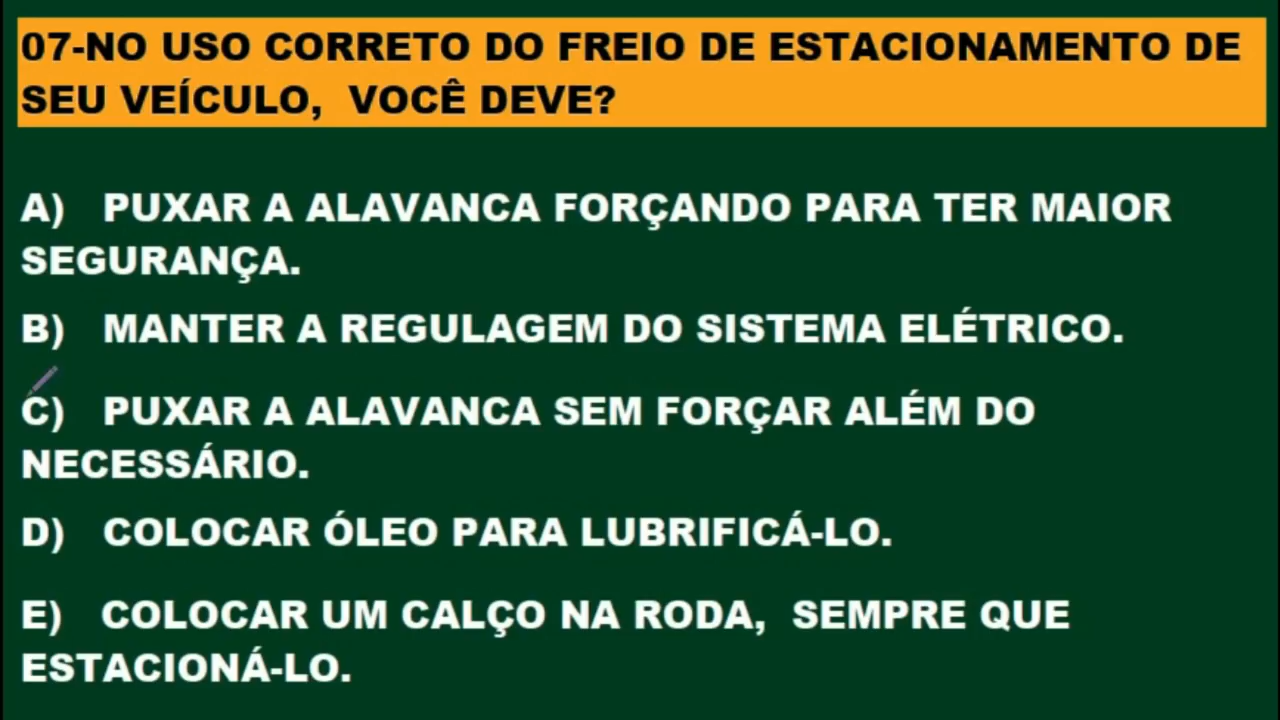 07-NO USO CORRETO DO FREIO DE ESTACIONAMENTO DE
SEU VEÍCULO, VOCÊ DEVE?
A) PUXAR A ALAVANCA FORÇANDO PARA TER MAIOR
SEGURANÇA.
B) MANTER A REGULAGEM DO SISTEMA ELÉTRICO.
C) PUXAR A ALAVANCA SEM FORÇAR ALÉM DO
NECESSÁRIO.
D) COLOCAR ÓLEO PARA LUBRIFICÁ-LO.
E) COLOCAR UM CALÇO NA RODA, SEMPRE QUE
ESTACIONÁ-LO.